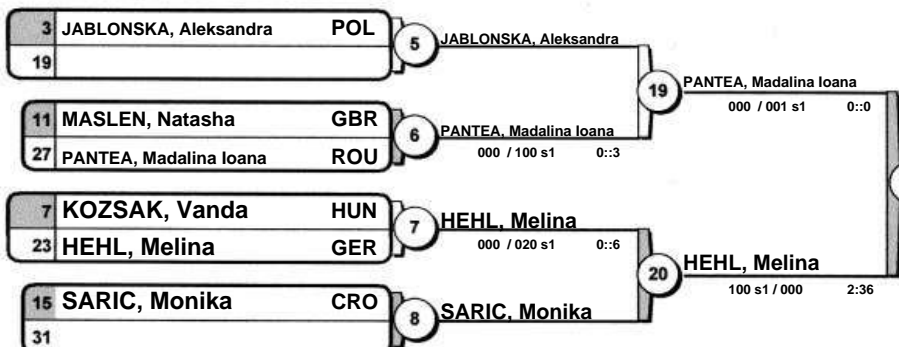 3 JABLONSKA, Aleksandra POL
19
5 JABLONSKA, Aleksandra
19 PANTEA, Madalina Ioana
000 / 001 s1 0::0
11 MASLEN, Natasha GBR
27 PANTEA, Madalina Ioana ROU
6 PANTEA, Madalina Ioana
000 / 100 s1 0::3
7 KOZSAK, Vanda HUN
23 HEHL, Melina GER
7 HEHL, Melina
000 / 020 s1 0::6
20 HEHL, Melina
100 s1 / 000 2:36
15 SARIC, Monika CRO
31
8 SARIC, Monika